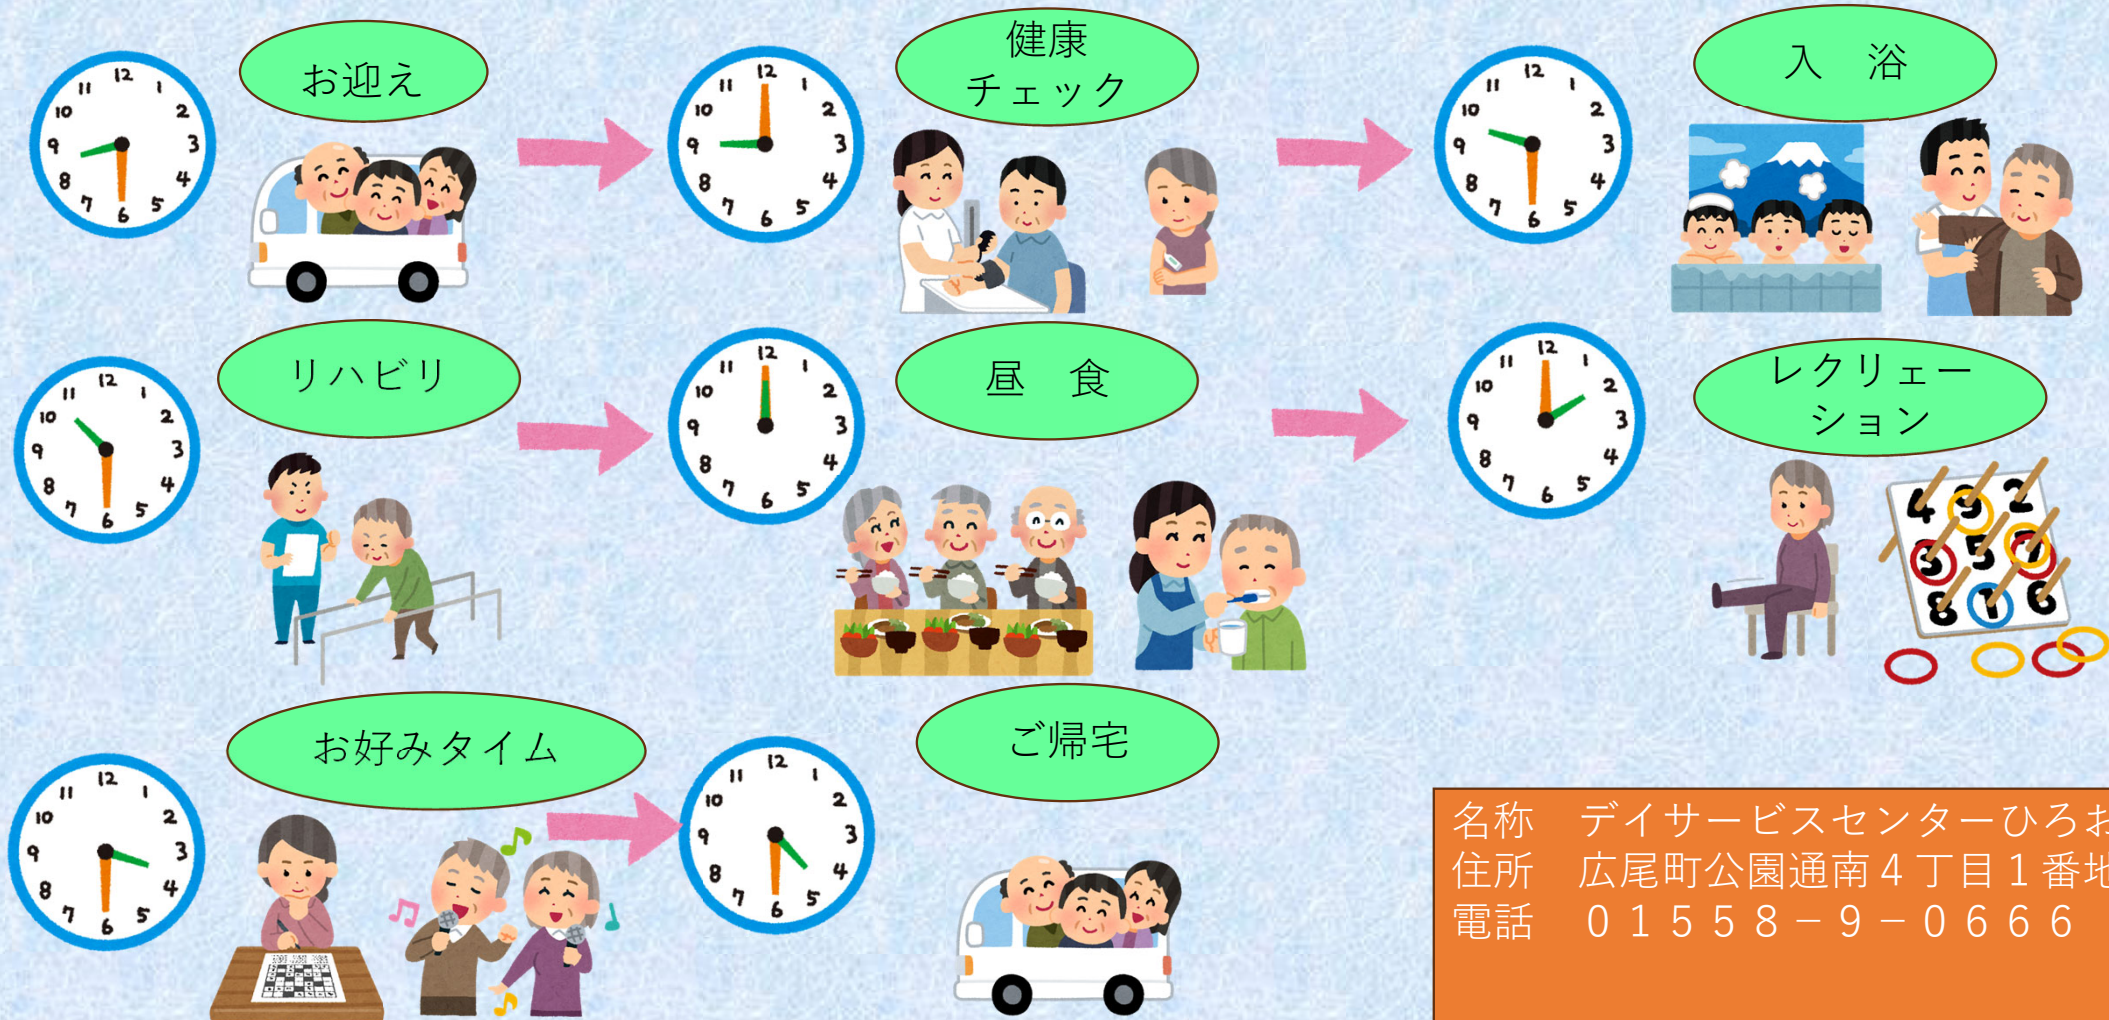 お迎え
健康
チェック
入　浴
リハビリ
昼　食
レクリェー
ション
お好みタイム
ご帰宅
名称　デイサービスセンターひろお
住所　広尾町公園通南４丁目１番地
電話　０１５５８－９－０６６６